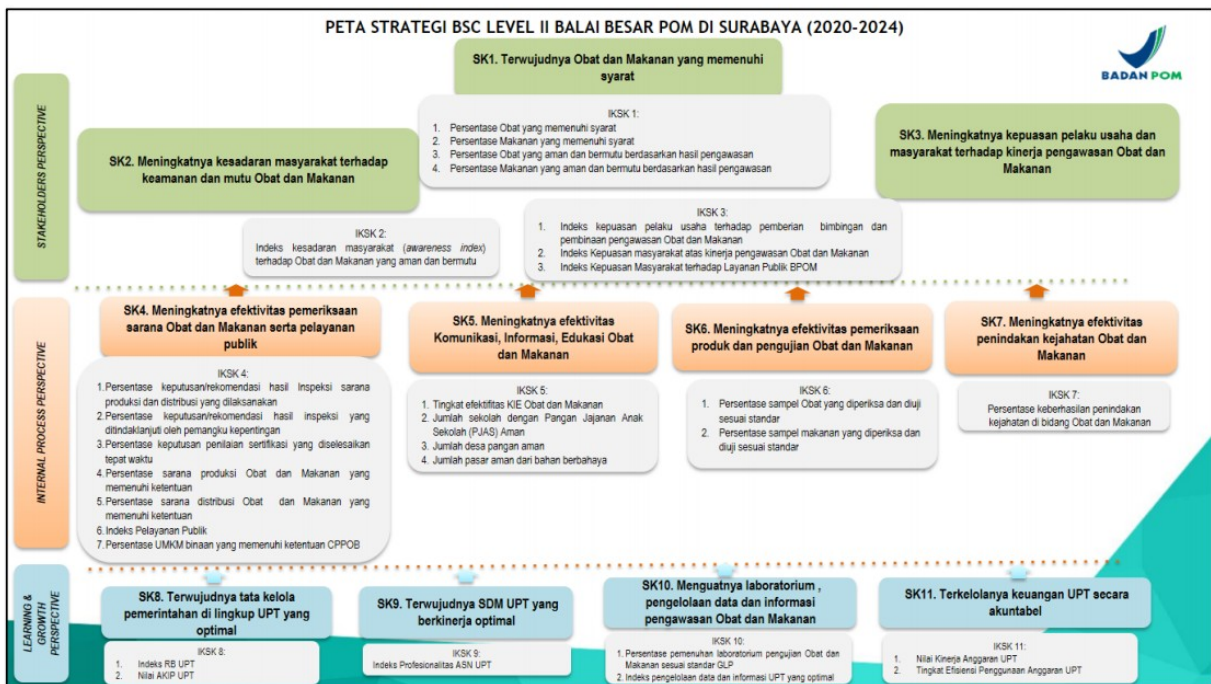 PETA STRATEGI BSC LEVEL II BALAI BESAR POM DI SURABAYA (2020-2024)
BADAN POM
STAKEHOLDERS PERSPECTIVE
SK1. Terwujudnya Obat dan Makanan yang memenuhi
syarat
IKSK 1:
1. Persentase Obat yang memenuhi syarat
2. Persentase Makanan yang memenuhi syarat
3. Persentase Obat yang aman dan bermutu berdasarkan hasil pengawasan
4. Persentase Makanan yang aman dan bermutu berdasarkan hasil pengawasan
SK2. Meningkatnya kesadaran masyarakat terhadap
keamanan dan mutu Obat dan Makanan
IKSK 2:
Indeks kesadaran masyarakat (awareness index)
terhadap Obat dan Makanan yang aman dan bermutu
SK3. Meningkatnya kepuasan pelaku usaha dan
masyarakat terhadap kinerja pengawasan Obat dan
Makanan
IKSK 3:
1. Indeks kepuasan pelaku usaha terhadap pemberian bimbingan dan
pembinaan pengawasan Obat dan Makanan
2. Indeks Kepuasan masyarakat atas kinerja pengawasan Obat dan Makanan
3. Indeks Kepuasan Masyarakat terhadap Layanan Publik BPOM
INTERNAL PROCESS PERSPECTIVE
SK4. Meningkatnya efektivitas pemeriksaan
sarana Obat dan Makanan serta pelayanan
publik
IKSK 4:
1.Persentase keputusan/rekomendasi hasil Inspeksi sarana
produksi dan distribusi yang dilaksanakan
2.Persentase keputusan/rekomendasi hasil inspeksi yang
ditindaklanjuti oleh pemangku kepentingan
3.Persentase keputusan penilaian sertifikasi yang diselesaikan
tepat waktu
4.Persentase sarana produksi Obat dan Makanan yang
memenuhi ketentuan
5.Persentase sarana distribusi Obat dan Makanan yang
memenuhi ketentuan
6.Indeks Pelayanan Publik
7.Persentase UMKM binaan yang memenuhi ketentuan CPPOB
SK5. Meningkatnya efektivitas
Komunikasi, Informasi, Edukasi Obat
dan Makanan
IKSK 5:
1. Tingkat efektifitas KIE Obat dan Makanan
2. Jumlah sekolah dengan Pangan Jajanan Anak
Sekolah (PJAS) Aman
3. Jumlah desa pangan aman
4. Jumlah pasar aman dari bahan berbahaya
SK6. Meningkatnya efektivitas pemeriksaan
produk dan pengujian Obat dan Makanan
IKSK 6:
1. Persentase sampel Obat yang diperiksa dan diuji
sesuai standar
2. Persentase sampel makanan yang diperiksa dan
diuji sesuai standar
SK7. Meningkatnya efektivitas
penindakan kejahatan Obat dan
Makanan
IKSK 7:
Persentase keberhasilan penindakan
kejahatan di bidang Obat dan Makanan
LEARNING &
GROWTH
PERSPECTIVE
SK8. Terwujudnya tata kelola
pemerintahan di lingkup UPT yang
optimal
IKSK 8:
1. Indeks RB UPT
2. Nilai AKIP UPT
SK9. Terwujudnya SDM UPT yang
berkinerja optimal
IKSK 9:
Indeks Profesionalitas ASN UPT
SK10. Menguatnya laboratorium ,
pengelolaan data dan informasi
pengawasan Obat dan Makanan
IKSK 10:
1.Persentase pemenuhan laboratorium pengujian Obat dan
Makanan sesuai standar GLP
2.Indeks pengelolaan data dan informasi UPT yang optimal
SK11. Terkelolanya keuangan UPT secara
akuntabel
IKSK 11:
1. Nilai Kinerja Anggaran UPT
2. Tingkat Efisiensi Penggunaan Anggaran UPT